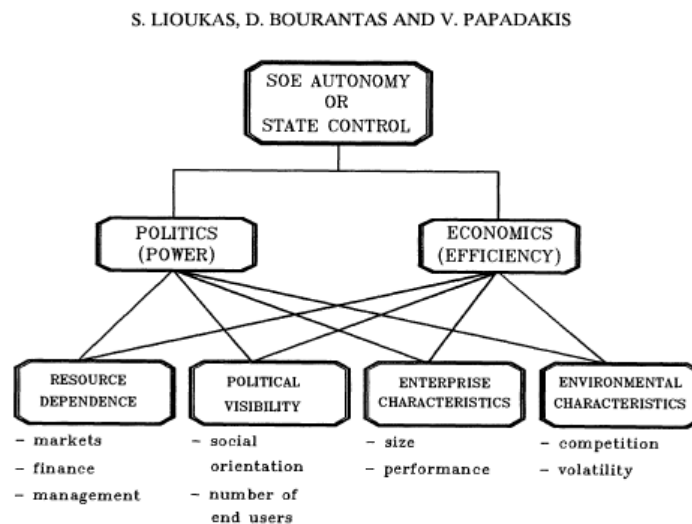 S. LIOUKAS, D. BOURANTAS AND V. PAPADAKIS
SOE AUTONOMY
OR
STATE CONTROL
POLITICS
(POWER)
ECONOMICS
(EFFICIENCY)
RESOURCE
DEPENDENCE
– markets
– finance
– management
POLITICAL
VISIBILITY
– social
orientation
– number of
end users
ENTERPRISE
CHARACTERISTICS
– size
– performance
ENVIRONMENTAL
CHARACTERISTICS
– competition
– volatility